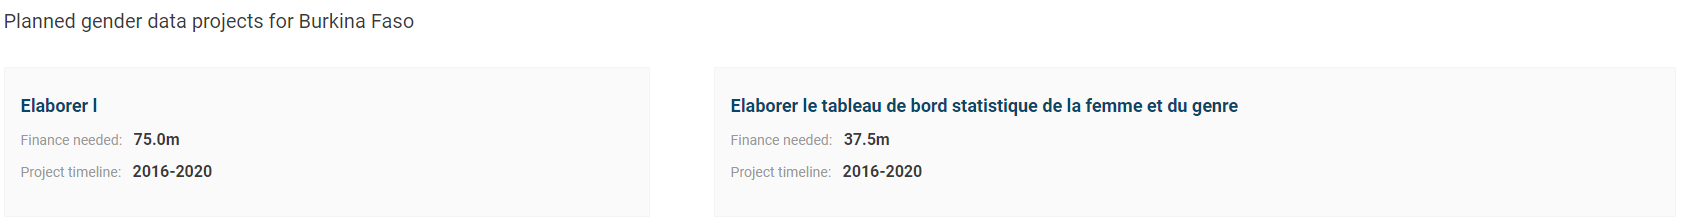 Planned gender data projects for Burkina Faso
Elaborer l
Finance needed: 75.0m
Project timeline: 2016-2020
Elaborer le tableau de bord statistique de la femme et du genre
Finance needed: 37.5m
Project timeline: 2016-2020